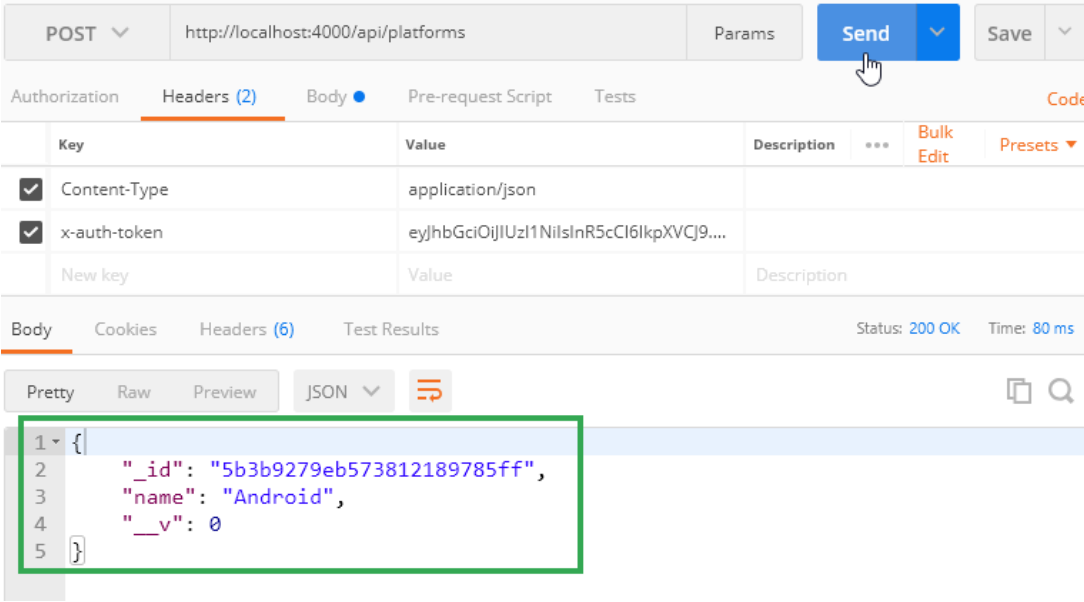 POST http://localhost:4000/api/platforms Params Send Save
Authorization Headers (2) Body Pre-request Script Tests Code
Key Value Description ••• Bulk Edit Presets
Content-Type application/json
x-auth-token eyJhbGciOiJIUzI1NiIsInR5cCI6IkpXVCJ9....
New key Value Description
Body Cookies Headers (6) Test Results Status: 200 OK Time: 80 ms
Pretty Raw Preview JSON
1 {
2 "_id": "5b3b9279eb573812189785ff",
3 "name": "Android",
4 "__v": 0
5 }